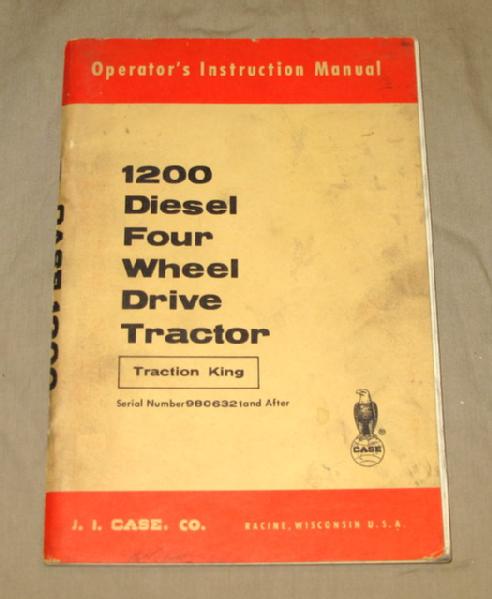 Operator's Instruction Manual
1200
Diesel
Four
Wheel
Drive
Tractor
Traction King
Serial Number 9806321 and After
CASE
®
J. I. CASE. CO.
RACINE, WISCONSIN U.S.A.